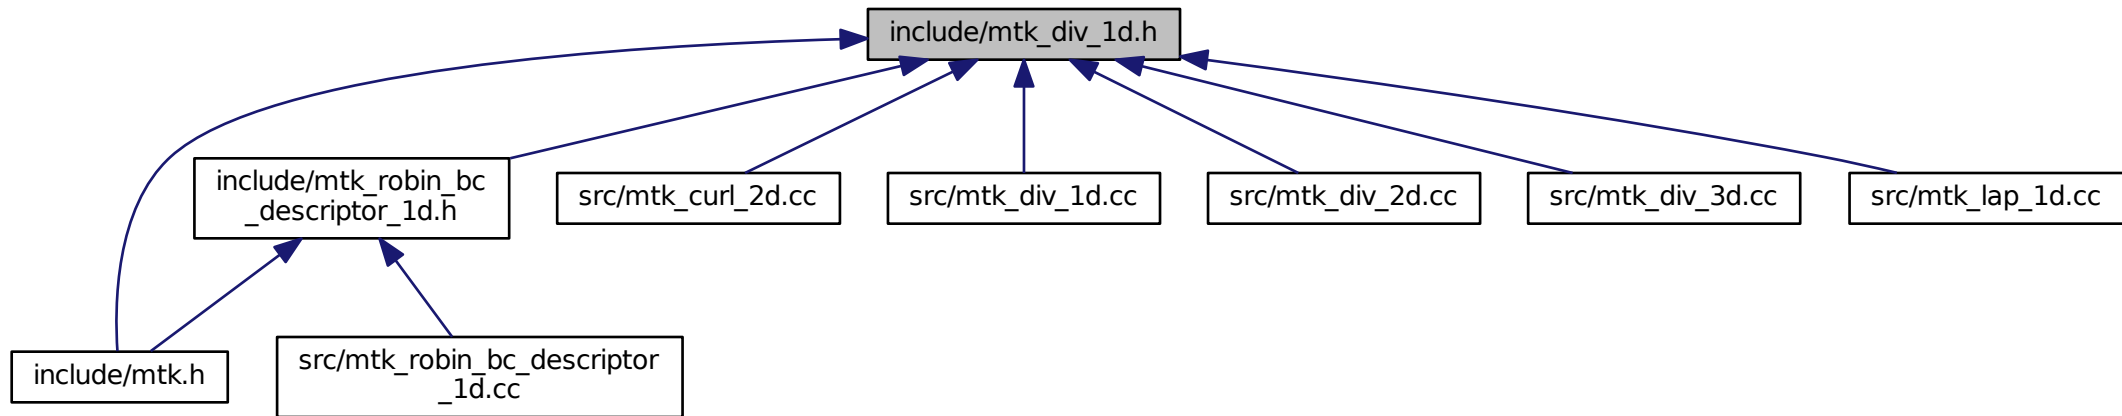 include/mtk_div_1d.h
include/mtk_robin_bc
_descriptor_1d.h
src/mtk_curl_2d.cc
src/mtk_div_1d.cc
src/mtk_div_2d.cc
src/mtk_div_3d.cc
src/mtk_lap_1d.cc
include/mtk.h
src/mtk_robin_bc_descriptor
_1d.cc